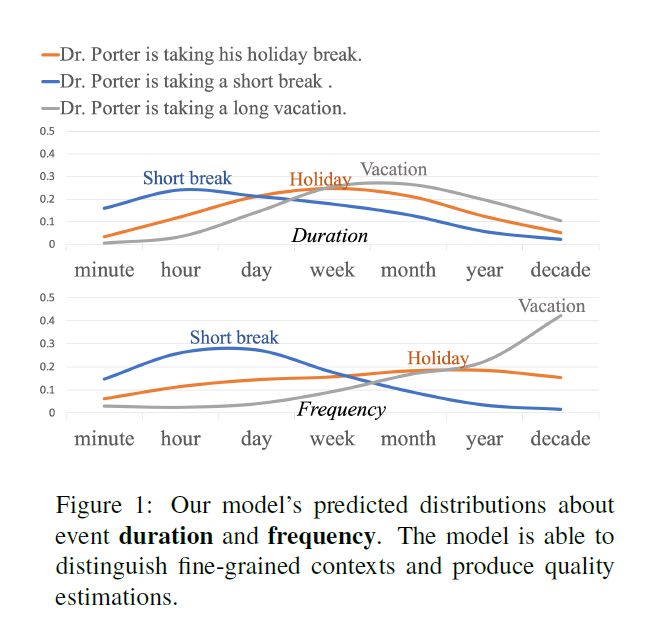 Dr. Porter is taking his holiday break.
Dr. Porter is taking a short break .
Dr. Porter is taking a long vacation.
0.5
0.4
0.3
0.2
0.1
0
Short break
Holiday
Vacation
Duration
minute hour day week month year decade
0.5
0.4
0.3
0.2
0.1
0
Vacation
Short break
Holiday
Frequency
minute hour day week month year decade
Figure 1: Our model's predicted distributions about
event duration and frequency. The model is able to
distinguish fine-grained contexts and produce quality
estimations.